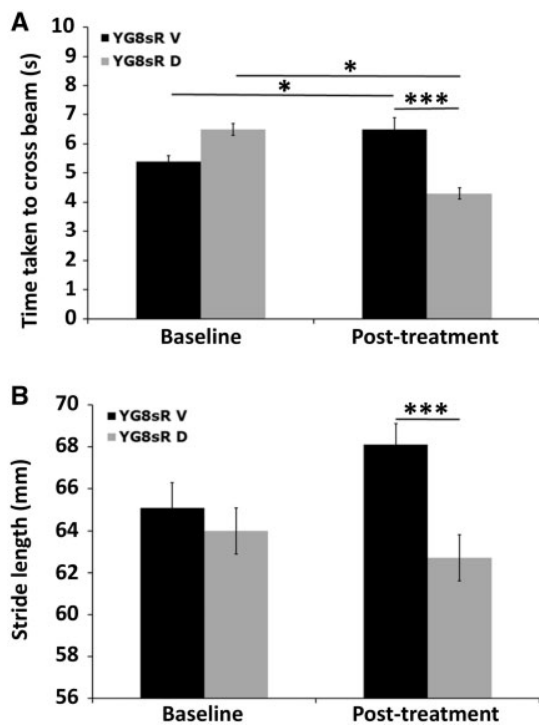 A
YG8sR V
YG8sR D
*
*
***
Time taken to cross beam (s)
10
9
8
7
6
5
4
3
2
1
0
Baseline Post-treatment
B
YG8sR V
YG8sR D
***
Stride length (mm)
70
68
66
64
62
60
58
56
Baseline Post-treatment